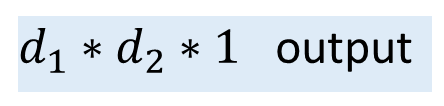 d₁ * d₂ * 1 output